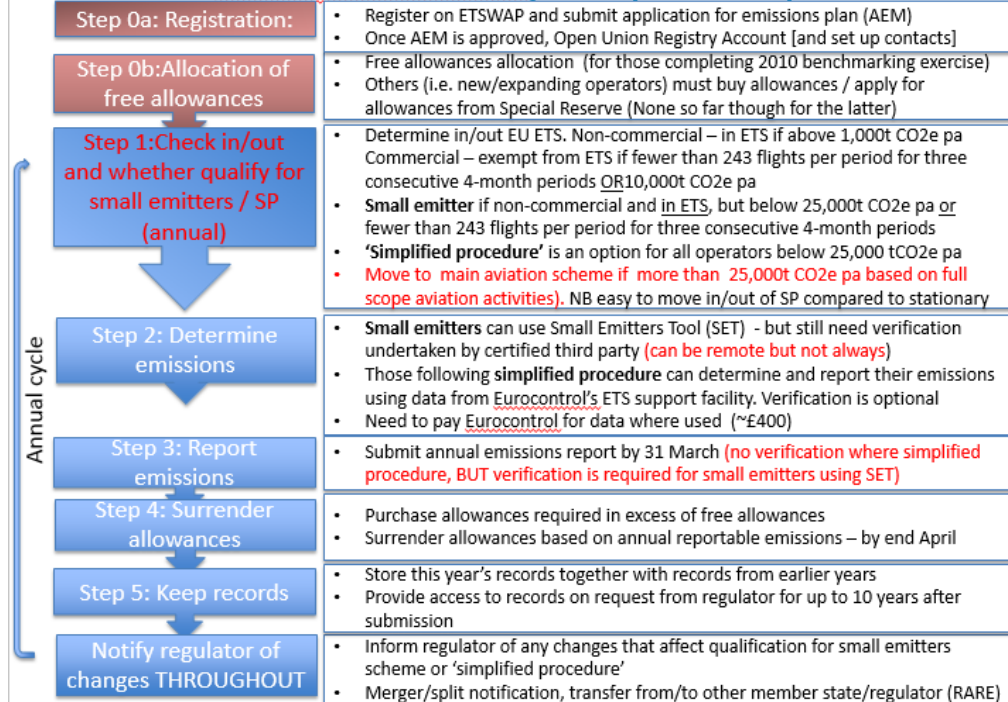 Step 0a: Registration:
• Register on ETSWAP and submit application for emissions plan (AEM)
• Once AEM is approved, Open Union Registry Account [and set up contacts]
Step 0b:Allocation of
free allowances
• Free allowances allocation (for those completing 2010 benchmarking exercise)
• Others (i.e. new/expanding operators) must buy allowances / apply for
allowances from Special Reserve (None so far though for the latter)
Annual cycle
Step 1:Check in/out
and whether qualify for
small emitters / SP
(annual)
• Determine in/out EU ETS. Non-commercial – in ETS if above 1,000t CO2e pa
Commercial – exempt from ETS if fewer than 243 flights per period for three
consecutive 4-month periods OR10,000t CO2e pa
• Small emitter if non-commercial and in ETS, but below 25,000t CO2e pa or
fewer than 243 flights per period for three consecutive 4-month periods
• ‘Simplified procedure’ is an option for all operators below 25,000 tCO2e pa
• Move to main aviation scheme if more than 25,000t CO2e pa based on full
scope aviation activities). NB easy to move in/out of SP compared to stationary
Step 2: Determine
emissions
• Small emitters can use Small Emitters Tool (SET) - but still need verification
undertaken by certified third party (can be remote but not always)
• Those following simplified procedure can determine and report their emissions
using data from Eurocontrol’s ETS support facility. Verification is optional
• Need to pay Eurocontrol for data where used (~£400)
Step 3: Report
emissions
• Submit annual emissions report by 31 March (no verification where simplified
procedure, BUT verification is required for small emitters using SET)
Step 4: Surrender
allowances
• Purchase allowances required in excess of free allowances
• Surrender allowances based on annual reportable emissions – by end April
Step 5: Keep records
• Store this year’s records together with records from earlier years
• Provide access to records on request from regulator for up to 10 years after
submission
Notify regulator of
changes THROUGHOUT
• Inform regulator of any changes that affect qualification for small emitters
scheme or ‘simplified procedure’
• Merger/split notification, transfer from/to other member state/regulator (RARE)